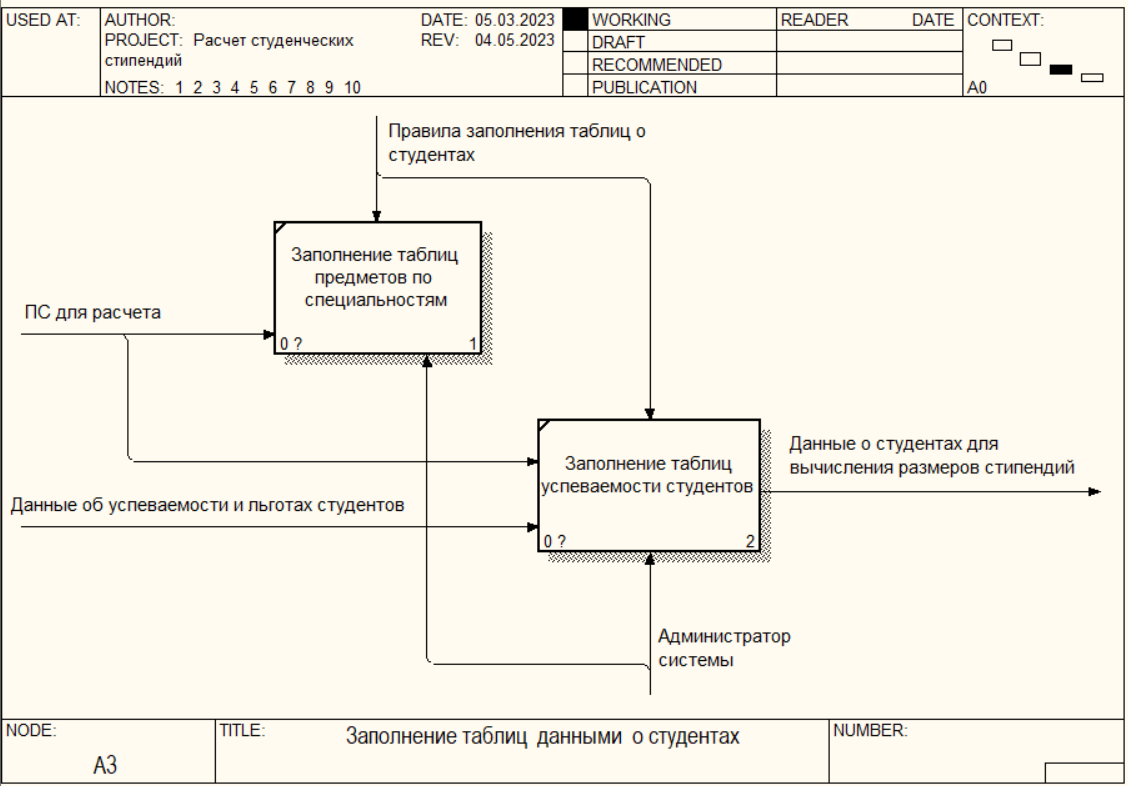 USED AT:
AUTHOR:
DATE: 05.03.2023
PROJECT: Расчет студенческих
стипендий
REV: 04.05.2023
NOTES: 1 2 3 4 5 6 7 8 9 10
WORKING
DRAFT
RECOMMENDED
PUBLICATION
READER
DATE
CONTEXT:
A0
Правила заполнения таблиц о
студентах
Заполнение таблиц
предметов по
специальностям
0 ?
1
ПС для расчета
Данные о студентах для
вычисления размеров стипендий
Заполнение таблиц
успеваемости студентов
0 ?
2
Данные об успеваемости и льготах студентов
Администратор
системы
NODE:
A3
TITLE:
Заполнение таблиц данными о студентах
NUMBER: